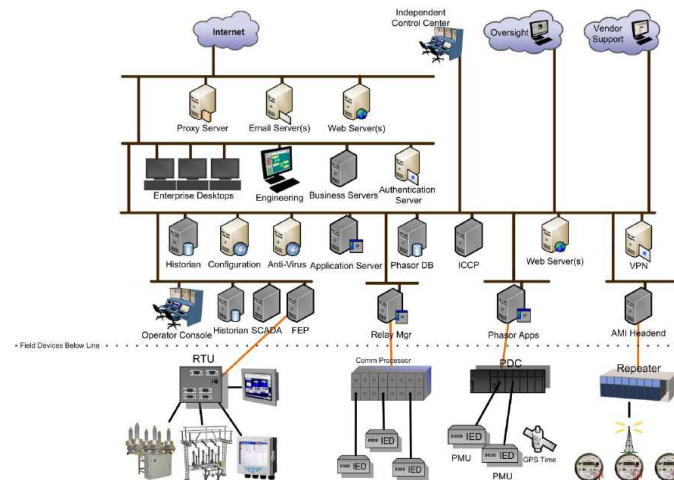 Internet
Independent
Control Center
Oversight
Vendor
Support
Proxy Server
Email Server(s)
Web Server(s)
Enterprise Desktops
Engineering
Business Servers
Authentication
Server
Historian
Configuration
Anti-Virus
Application Server
Phasor DB
ICCP
Web Server(s)
VPN
Operator Console
Historian
SCADA
FEP
Relay Mgr
Phasor Apps
AMI Headend
Field Devices Below Line
RTU
Comm Processor
PDC
Repeater
IED
IED
IED
IED
IED
PMU
PMU
GPS Time